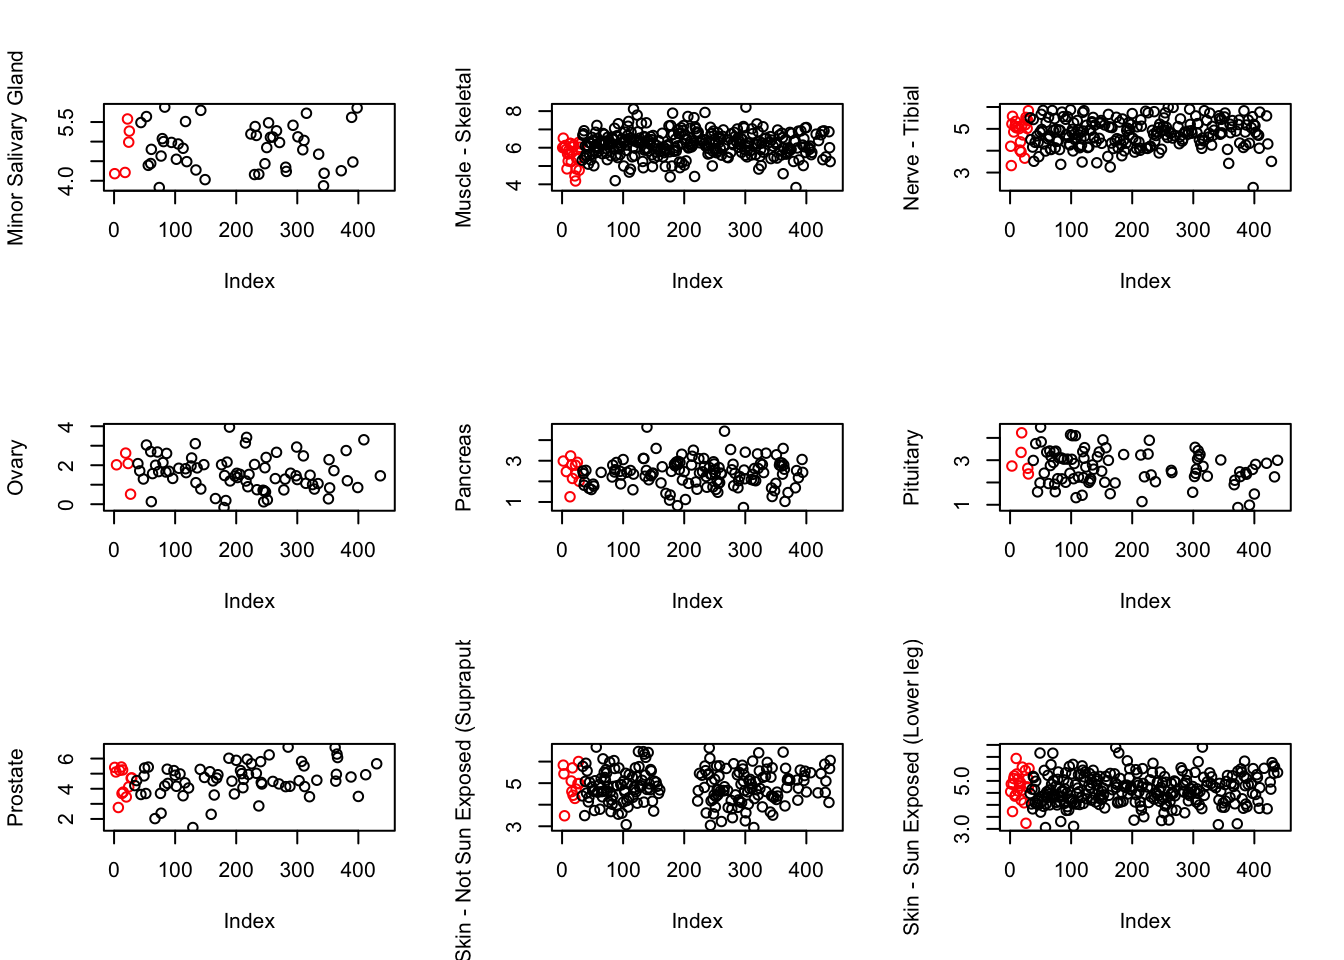 Minor Salivary Gland
5.5
4.0
0 100 200 300 400
Index
Muscle - Skeletal
8
6
4
0 100 200 300 400
Index
Nerve - Tibial
5
3
0 100 200 300 400
Index
Ovary
4
2
0
0 100 200 300 400
Index
Pancreas
3
1
0 100 200 300 400
Index
Pituitary
3
1
0 100 200 300 400
Index
Prostate
6
4
2
0 100 200 300 400
Index
Skin - Not Sun Exposed (Suprapub
5
3
0 100 200 300 400
Index
Skin - Sun Exposed (Lower leg)
5.0
3.0
0 100 200 300 400
Index